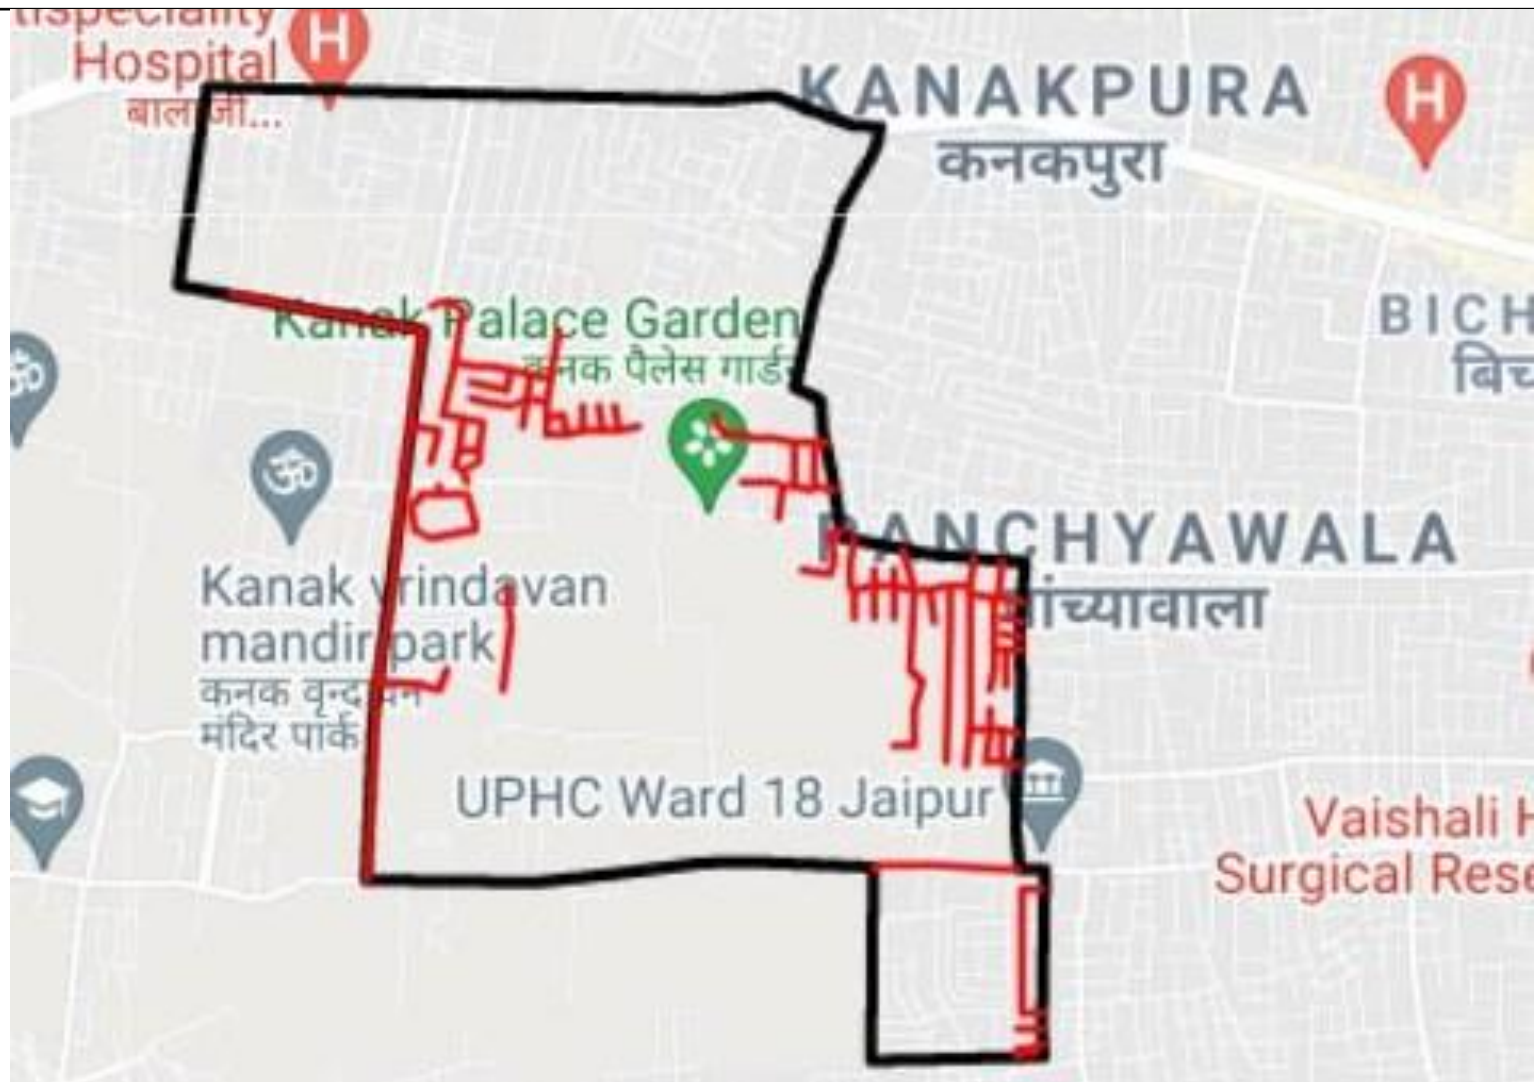 Hospital
KANAKPURA
कनकपुरा
BICH
बिच
Kanak Palace Garden
कनक पैलेस गार्ड
PANCHYAWALA
पांच्यावाला
Kanak vrindavan
mandir park
कनक वृन्दावन
मंदिर पार्क
UPHC Ward 18 Jaipur
Vaishali H
Surgical Rese